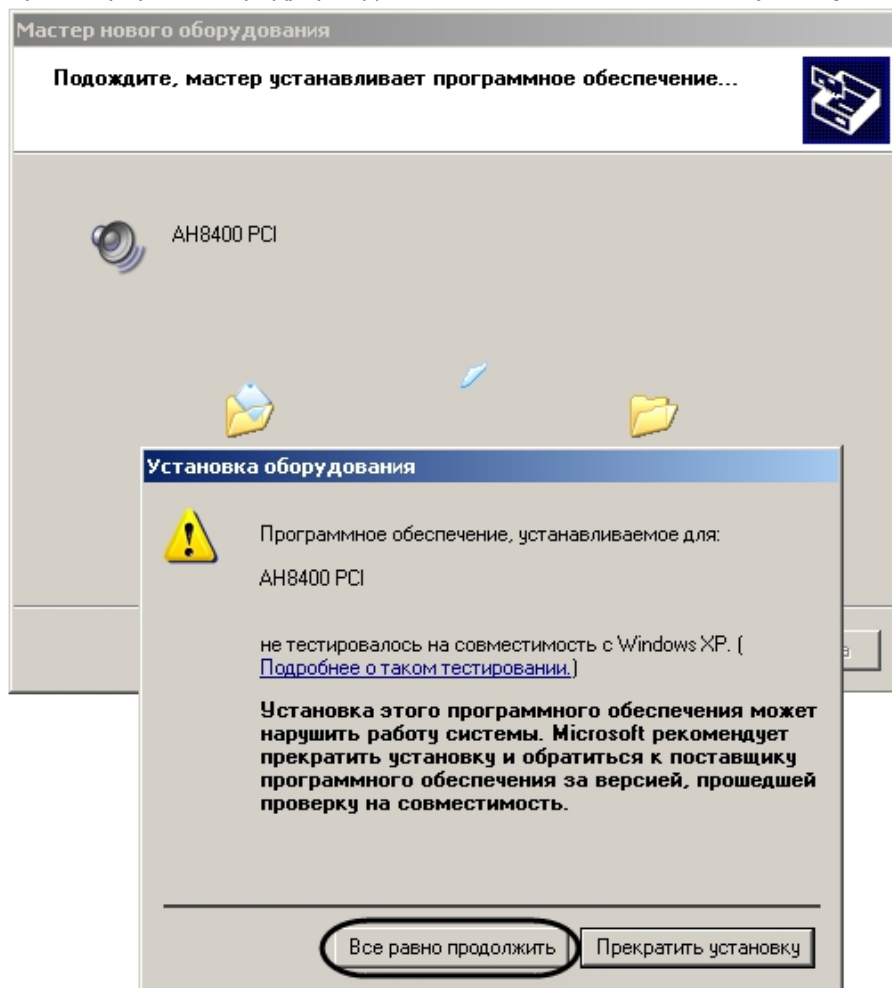 Мастер нового оборудования
Подождите, мастер устанавливает программное обеспечение...
AH8400 PCI
Установка оборудования
Программное обеспечение, устанавливаемое для:
AH8400 PCI
не тестировалось на совместимость с Windows XP. (
Подробнее о таком тестировании.)
Установка этого программного обеспечения может
нарушить работу системы. Microsoft рекомендует
прекратить установку и обратиться к поставщику
программного обеспечения за версией, прошедшей
проверку на совместимость.
Все равно продолжить
Прекратить установку